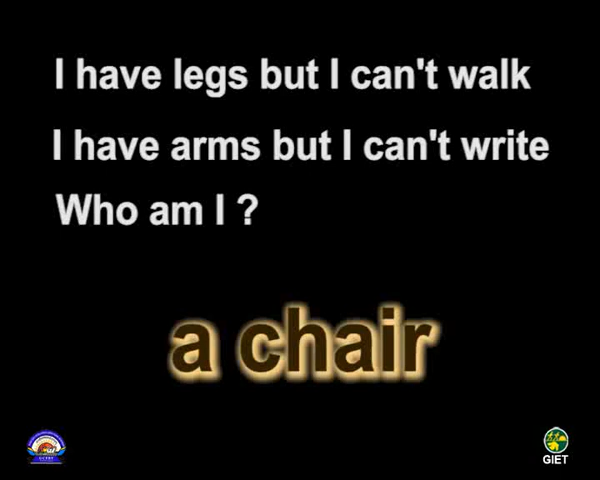 I have legs but I can't walk
I have arms but I can't write
Who am I ?
a chair
GIET